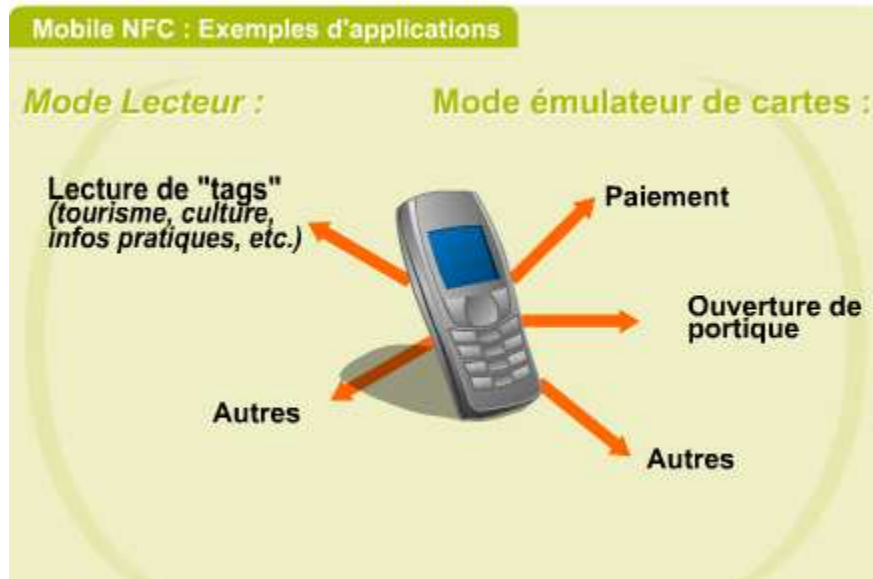 Mobile NFC : Exemples d'applications
Mode Lecteur :
Mode émulateur de cartes :
Lecture de "tags"
(tourisme, culture,
infos pratiques, etc.)
Autres
Paiement
Ouverture de
portique
Autres